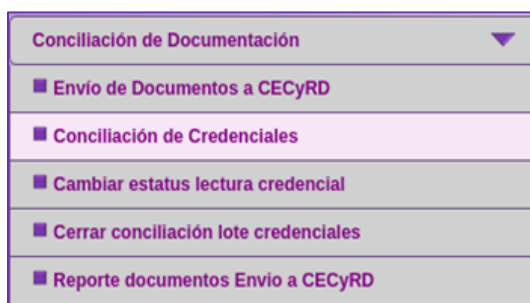 Conciliación de Documentación
Envío de Documentos a CECyRD
Conciliación de Credenciales
Cambiar estatus lectura credencial
Cerrar conciliación lote credenciales
Reporte documentos Envio a CECyRD